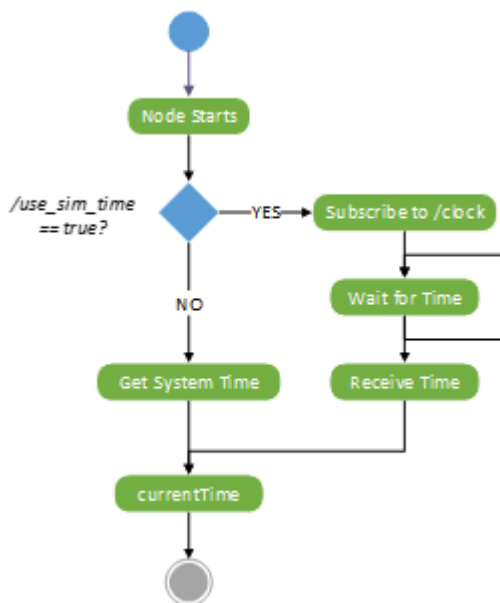 Node Starts
/use_sim_time
== true?
YES
Subscribe to /clock
Wait for Time
NO
Get System Time
Receive Time
currentTime